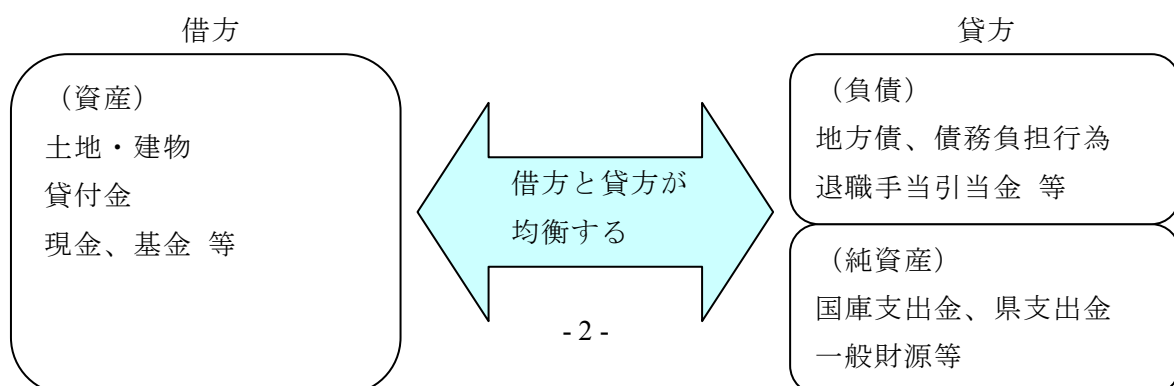 借方
（資産）
土地・建物
貸付金
現金、基金 等
借方と貸方が
均衡する
貸方
（負債）
地方債、債務負担行為
退職手当引当金 等
（純資産）
国庫支出金、県支出金
一般財源等
- 2 -